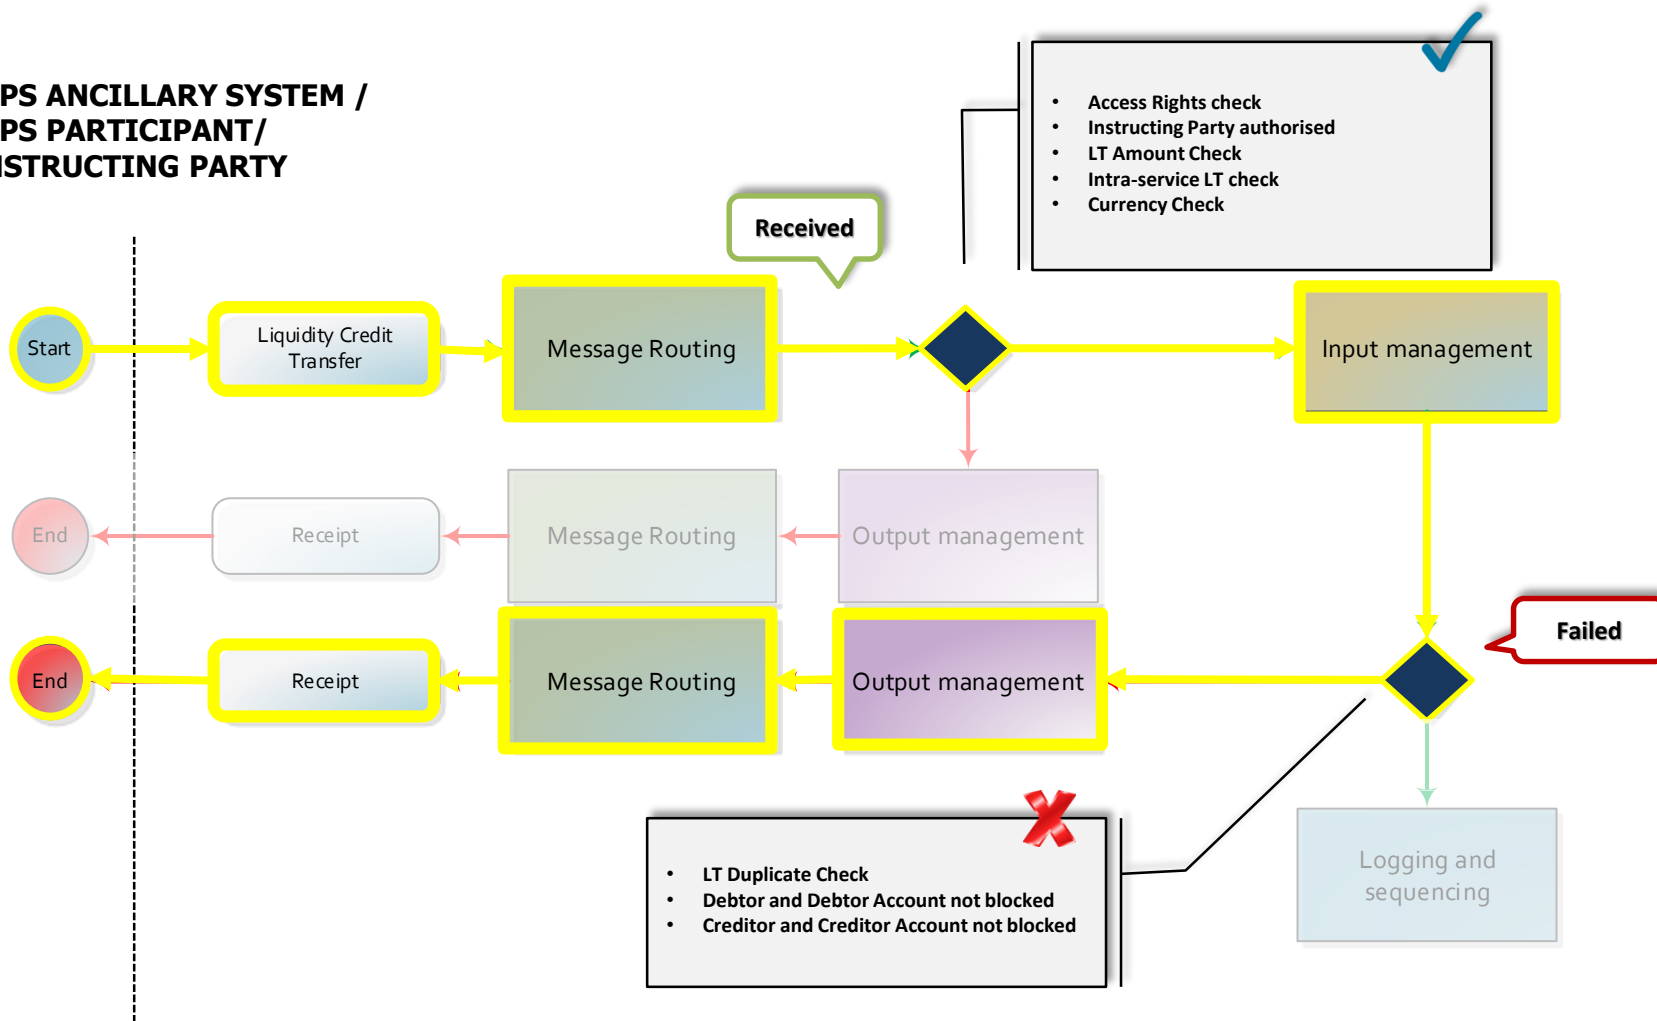 PS ANCILLARY SYSTEM /
PS PARTICIPANT/
NSTRUCTING PARTY
• Access Rights check
• Instructing Party authorised
• LT Amount Check
• Intra-service LT check
• Currency Check
Received
Start
Liquidity Credit
Transfer
Message Routing
Input management
End
Receipt
Message Routing
Output management
Failed
End
Receipt
Message Routing
Output management
• LT Duplicate Check
• Debtor and Debtor Account not blocked
• Creditor and Creditor Account not blocked
Logging and
sequencing